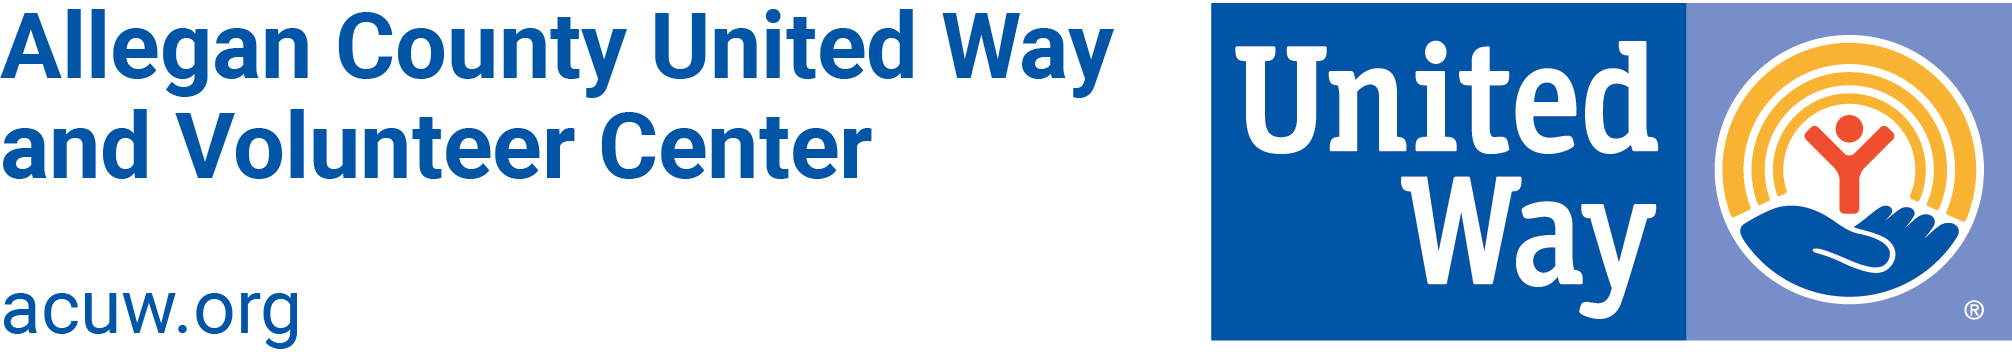 Allegan County United Way
and Volunteer Center
acuw.org
United
Way
®